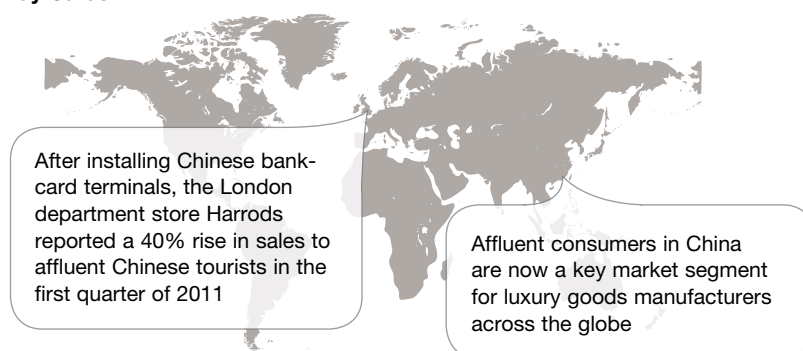 After installing Chinese bank-
card terminals, the London
department store Harrods
reported a 40% rise in sales to
affluent Chinese tourists in the
first quarter of 2011
Affluent consumers in China
are now a key market segment
for luxury goods manufacturers
across the globe